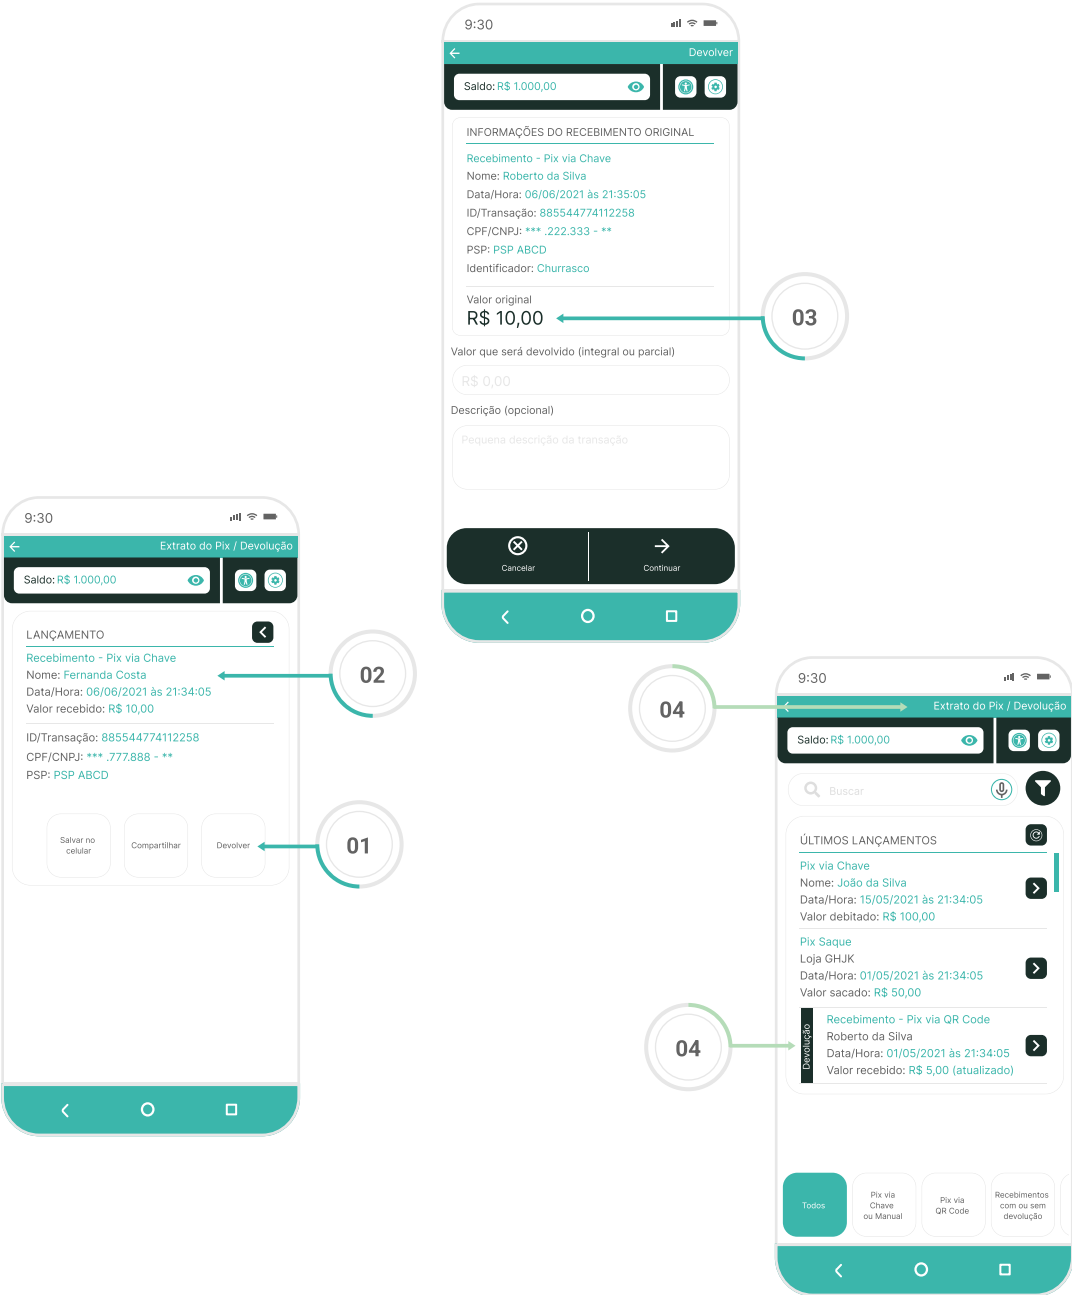 9:30
Devolver
Saldo: R$ 1.000,00
INFORMAÇÕES DO RECEBIMENTO ORIGINAL
Recebimento - Pix via Chave
Nome: Roberto da Silva
Data/Hora: 06/06/2021 às 21:35:05
ID/Transação: 885544774112258
CPF/CNPJ: *** .222.333 - **
PSP: PSP ABCD
Identificador: Churrasco
Valor original
R$ 10,00
03
Valor que será devolvido (integral ou parcial)
R$ 0,00
Descrição (opcional)
Pequena descrição da transação
Cancelar
Continuar
9:30
Extrato do Pix / Devolução
Saldo: R$ 1.000,00
LANÇAMENTO
Recebimento - Pix via Chave
Nome: Fernanda Costa
Data/Hora: 06/06/2021 às 21:34:05
Valor recebido: R$ 10,00
02
ID/Transação: 885544774112258
CPF/CNPJ: *** .777.888 - **
PSP: PSP ABCD
Salvar no
celular
Compartilhar
Devolver
01
04
9:30
Extrato do Pix / Devolução
Saldo: R$ 1.000,00
Buscar
ÚLTIMOS LANÇAMENTOS
Pix via Chave
Nome: João da Silva
Data/Hora: 15/05/2021 às 21:34:05
Valor debitado: R$ 100,00
Pix Saque
Loja GHJK
Data/Hora: 01/05/2021 às 21:34:05
Valor sacado: R$ 50,00
04
Devolução
Recebimento - Pix via QR Code
Roberto da Silva
Data/Hora: 01/05/2021 às 21:34:05
Valor recebido: R$ 5,00 (atualizado)
Todos
Pix via
Chave
ou Manual
Pix via
QR Code
Recebimentos
com ou sem
devolução